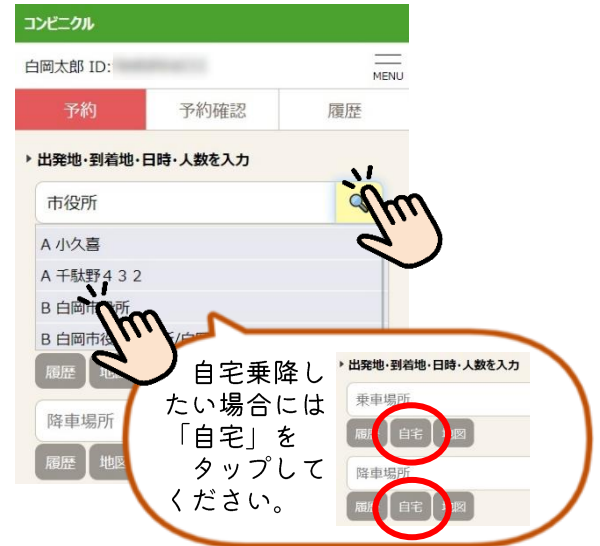 コンビニクル
白岡太郎 ID:
MENU
予約 予約確認 履歴
出発地・到着地・日時・人数を入力
市役所
A 小久喜
A 千駄野４３２
B 白岡市役所
B 白岡市役
履歴 地図
降車場所
履歴 地図
自宅乗降し
たい場合には
「自宅」を
タップして
ください。
出発地・到着地・日時・人数を入力
乗車場所
履歴 自宅 地図
降車場所
履歴 自宅 地図